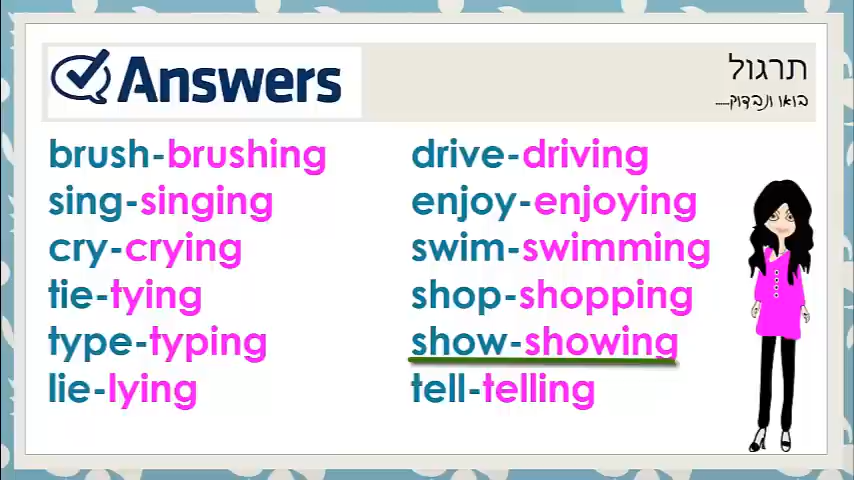 Answers
תרגול
בואו ונבדוק.....
brush-brushing
sing-singing
cry-crying
tie-tying
type-typing
lie-lying
drive-driving
enjoy-enjoying
swim-swimming
shop-shopping
show-showing
tell-telling